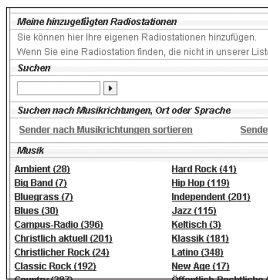 Meine hinzugefügten Radiostationen
Sie können hier Ihre eigenen Radiostationen hinzufügen.
Wenn Sie eine Radiostation finden, die nicht in unserer List
Suchen
Suchen nach Musikrichtungen, Ort oder Sprache
Sender nach Musikrichtungen sortieren Sende
Musik
Ambient (28) Hard Rock (41)
Big Band (7) Hip Hop (119)
Bluegrass (7) Independent (201)
Blues (30) Jazz (115)
Campus-Radio (396) Keltisch (3)
Christlich aktuell (201) Klassik (181)
Christlicher Rock (24) Latino (348)
Classic Rock (192) New Age (17)